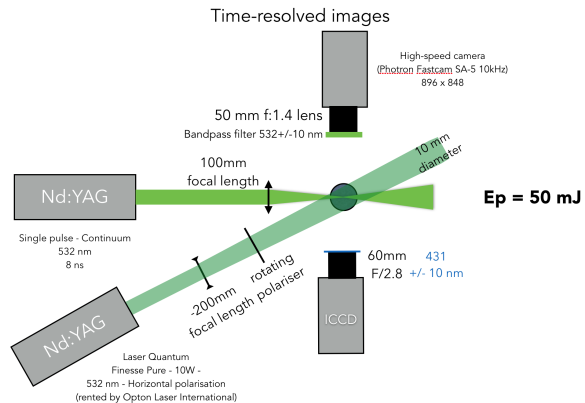 Time-resolved images
High-speed camera
(Photron Fastcam SA-5 10kHz)
896 x 848
50 mm f:1.4 lens
Bandpass filter 532+/-10 nm
10 mm
diameter
100mm
focal length
Nd:YAG
Ep = 50 mJ
Single pulse - Continuum
532 nm
8 ns
60mm
F/2.8
431
+/- 10 nm
rotating
polariser
-200mm
focal length
ICCD
Nd:YAG
Laser Quantum
Finesse Pure - 10W -
532 nm - Horizontal polarisation
(rented by Opton Laser International)